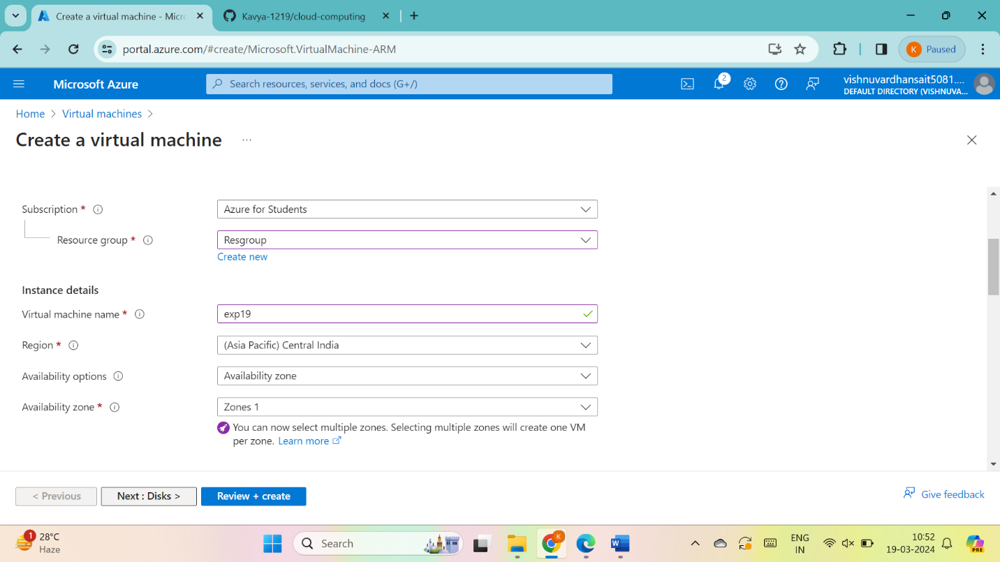 Create a virtual machine - Micro
Kavya-1219/cloud-computing
portal.azure.com/#create/Microsoft.VirtualMachine-ARM
K
Paused
Microsoft Azure
Search resources, services, and docs (G+/)
2
vishnuvardhansait5081....
DEFAULT DIRECTORY (VISHNUVA...
Home > Virtual machines >
Create a virtual machine ...
Subscription *
Azure for Students
Resource group *
Resgroup
Create new
Instance details
Virtual machine name *
exp19
Region *
(Asia Pacific) Central India
Availability options
Availability zone
Availability zone *
Zones 1
You can now select multiple zones. Selecting multiple zones will create one VM
per zone. Learn more
< Previous
Next : Disks >
Review + create
Give feedback
1
28°C
Haze
Search
K
W
ENG
IN
10:52
19-03-2024
PRE